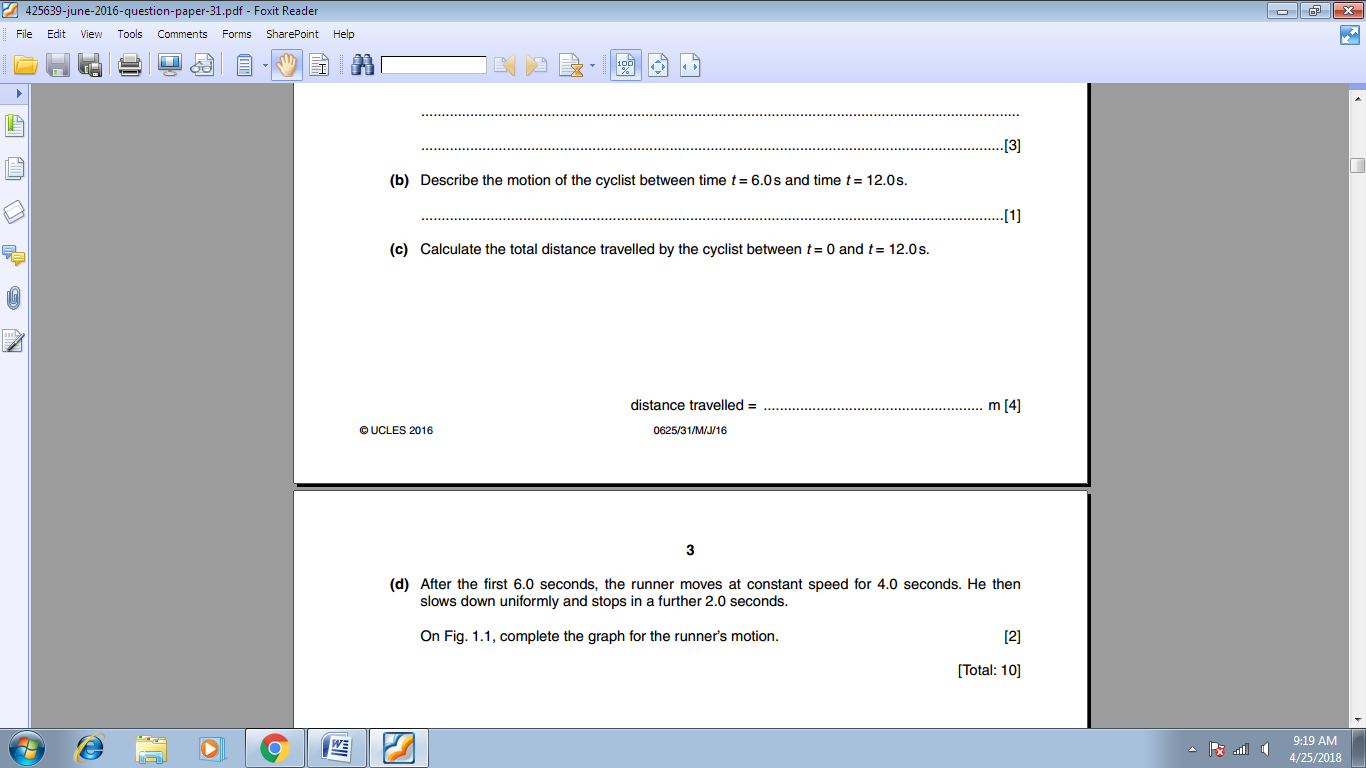 425639-june-2016-question-paper-31.pdf - Foxit Reader
File Edit View Tools Comments Forms SharePoint Help
100 %
........................................................................................................................................................
....................................................................................................................................................[3]
(b) Describe the motion of the cyclist between time t = 6.0 s and time t = 12.0 s.
....................................................................................................................................................[1]
(c) Calculate the total distance travelled by the cyclist between t = 0 and t = 12.0 s.
distance travelled = ...................................................... m [4]
© UCLES 2016 0625/31/M/J/16
3
(d) After the first 6.0 seconds, the runner moves at constant speed for 4.0 seconds. He then
slows down uniformly and stops in a further 2.0 seconds.
On Fig. 1.1, complete the graph for the runner's motion. [2]
[Total: 10]
9:19 AM
4/25/2018